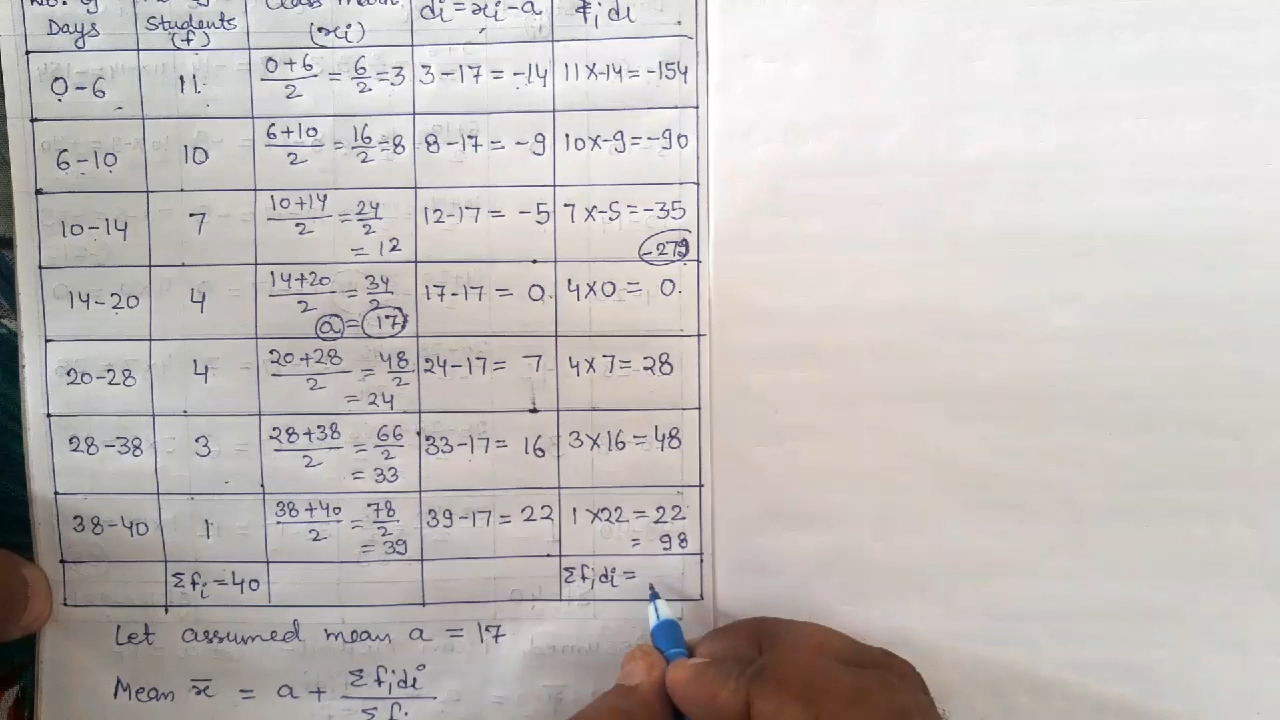 Days Students (f) (xi) di = xi - a fidi
0-6 11 0+6/2 = 6/2 = 3 3-17 = -14 11×-14 = -154
6-10 10 6+10/2 = 16/2 = 8 8-17 = -9 10×-9 = -90
10-14 7 10+14/2 = 24/2 = 12 12-17 = -5 7×-5 = -35
-279
14-20 4 14+20/2 = 34/2 17-17 = 0. 4×0 = 0.
a = 17
20-28 4 20+28/2 = 48/2 = 24 24-17 = 7 4×7 = 28
28-38 3 28+38/2 = 66/2 = 33 33-17 = 16 3×16 = 48
38-40 1 38+40/2 = 78/2 = 39 39-17 = 22 1×22 = 22
= 98
Σfi = 40 Σfidi =
Let assumed mean a = 17
Mean x̄ = a + Σfidi/Σfi